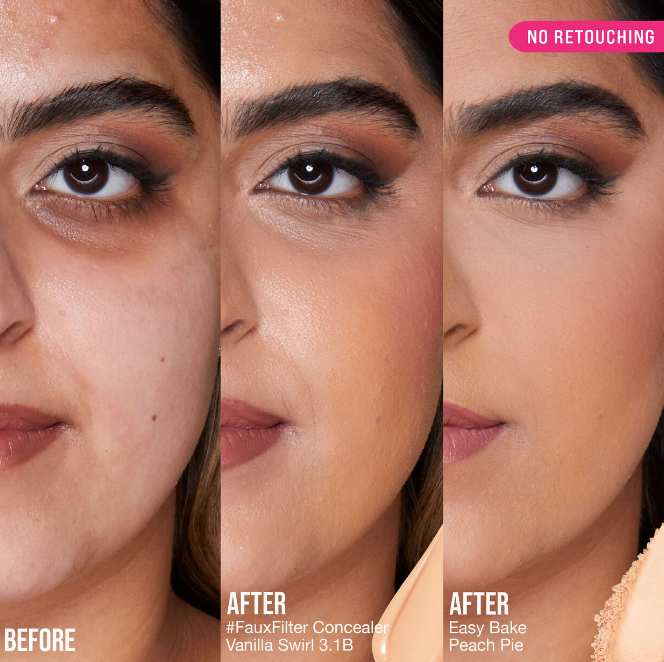 NO RETOUCHING
BEFORE
AFTER
#FauxFilter Concealer
Vanilla Swirl 3.1B
AFTER
Easy Bake
Peach Pie